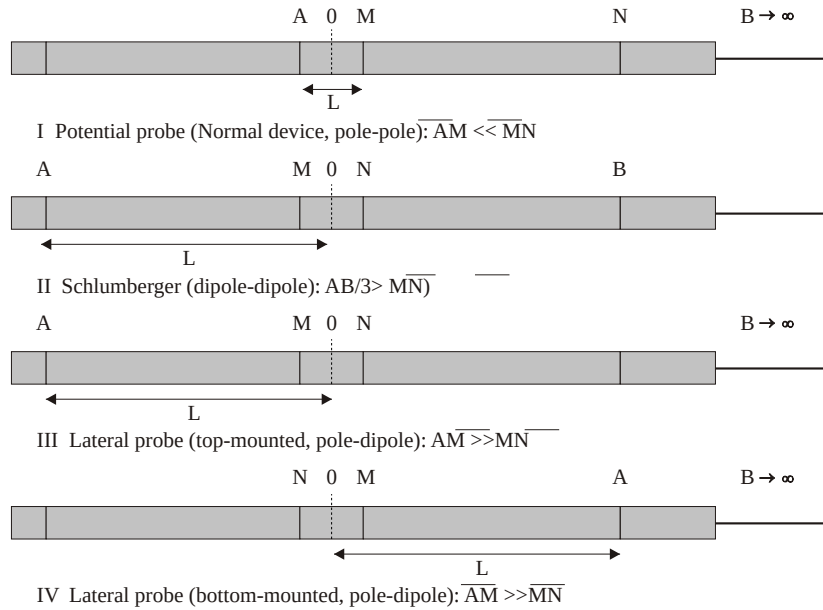 A 0 M N B → ∞
L
I Potential probe (Normal device, pole-pole): AM << MN
A M 0 N B
L
II Schlumberger (dipole-dipole): AB/3> MN)
A M 0 N B → ∞
L
III Lateral probe (top-mounted, pole-dipole): AM >>MN
N 0 M A B → ∞
L
IV Lateral probe (bottom-mounted, pole-dipole): AM >>MN